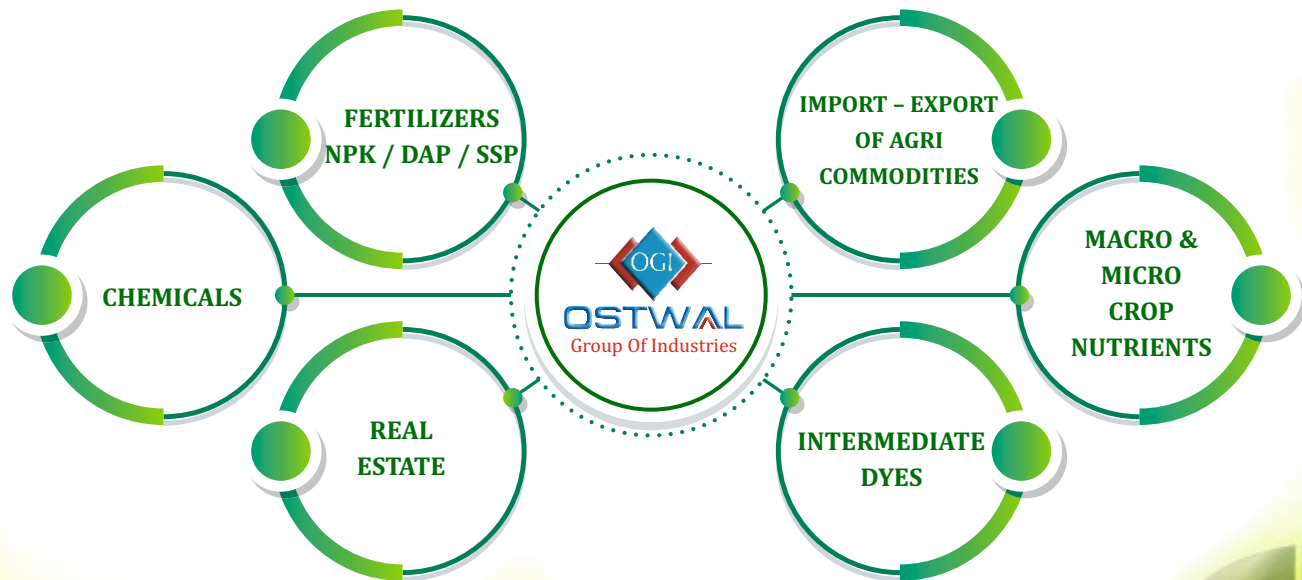 FERTILIZERS
NPK / DAP / SSP
IMPORT – EXPORT
OF AGRI
COMMODITIES
CHEMICALS
OGI
OSTWAL
Group Of Industries
MACRO &
MICRO
CROP
NUTRIENTS
REAL
ESTATE
INTERMEDIATE
DYES